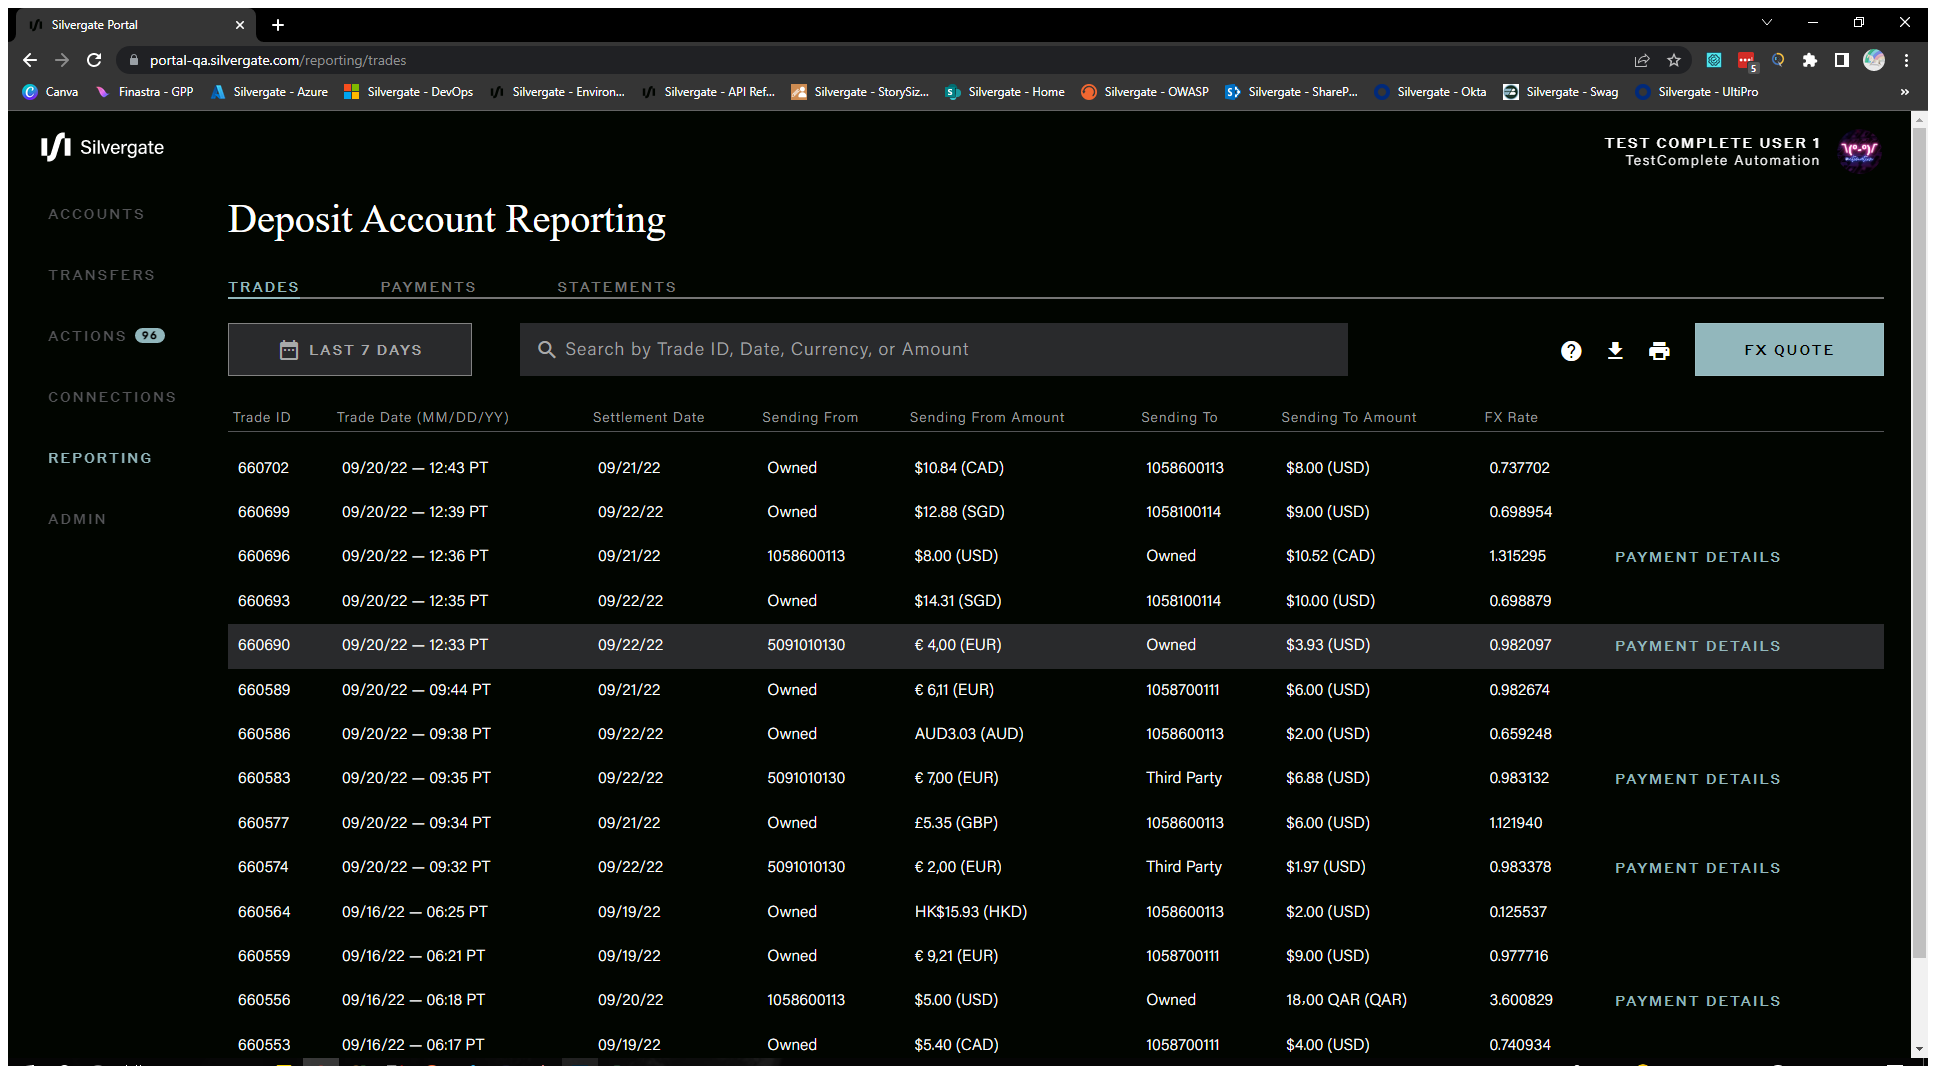 Silvergate Portal
portal-qa.silvergate.com/reporting/trades
5
Canva Finastra - GPP Silvergate - Azure Silvergate - DevOps Silvergate - Environ... Silvergate - API Ref... Silvergate - StorySiz... Silvergate - Home Silvergate - OWASP Silvergate - ShareP... Silvergate - Okta Silvergate - Swag Silvergate - UltiPro »
Silvergate
TEST COMPLETE USER 1
TestComplete Automation
ACCOUNTS
TRANSFERS
ACTIONS 96
CONNECTIONS
REPORTING
ADMIN
Deposit Account Reporting
TRADES PAYMENTS STATEMENTS
LAST 7 DAYS Search by Trade ID, Date, Currency, or Amount ? FX QUOTE
Trade ID Trade Date (MM/DD/YY) Settlement Date Sending From Sending From Amount Sending To Sending To Amount FX Rate
660702 09/20/22 — 12:43 PT 09/21/22 Owned $10.84 (CAD) 1058600113 $8.00 (USD) 0.737702
660699 09/20/22 — 12:39 PT 09/22/22 Owned $12.88 (SGD) 1058100114 $9.00 (USD) 0.698954
660696 09/20/22 — 12:36 PT 09/21/22 1058600113 $8.00 (USD) Owned $10.52 (CAD) 1.315295 PAYMENT DETAILS
660693 09/20/22 — 12:35 PT 09/22/22 Owned $14.31 (SGD) 1058100114 $10.00 (USD) 0.698879
660690 09/20/22 — 12:33 PT 09/22/22 5091010130 € 4,00 (EUR) Owned $3.93 (USD) 0.982097 PAYMENT DETAILS
660589 09/20/22 — 09:44 PT 09/21/22 Owned € 6,11 (EUR) 1058700111 $6.00 (USD) 0.982674
660586 09/20/22 — 09:38 PT 09/22/22 Owned AUD3.03 (AUD) 1058600113 $2.00 (USD) 0.659248
660583 09/20/22 — 09:35 PT 09/22/22 5091010130 € 7,00 (EUR) Third Party $6.88 (USD) 0.983132 PAYMENT DETAILS
660577 09/20/22 — 09:34 PT 09/21/22 Owned £5.35 (GBP) 1058600113 $6.00 (USD) 1.121940
660574 09/20/22 — 09:32 PT 09/22/22 5091010130 € 2,00 (EUR) Third Party $1.97 (USD) 0.983378 PAYMENT DETAILS
660564 09/16/22 — 06:25 PT 09/19/22 Owned HK$15.93 (HKD) 1058600113 $2.00 (USD) 0.125537
660559 09/16/22 — 06:21 PT 09/19/22 Owned € 9,21 (EUR) 1058700111 $9.00 (USD) 0.977716
660556 09/16/22 — 06:18 PT 09/20/22 1058600113 $5.00 (USD) Owned 18,00 QAR (QAR) 3.600829 PAYMENT DETAILS
660553 09/16/22 — 06:17 PT 09/19/22 Owned $5.40 (CAD) 1058700111 $4.00 (USD) 0.740934